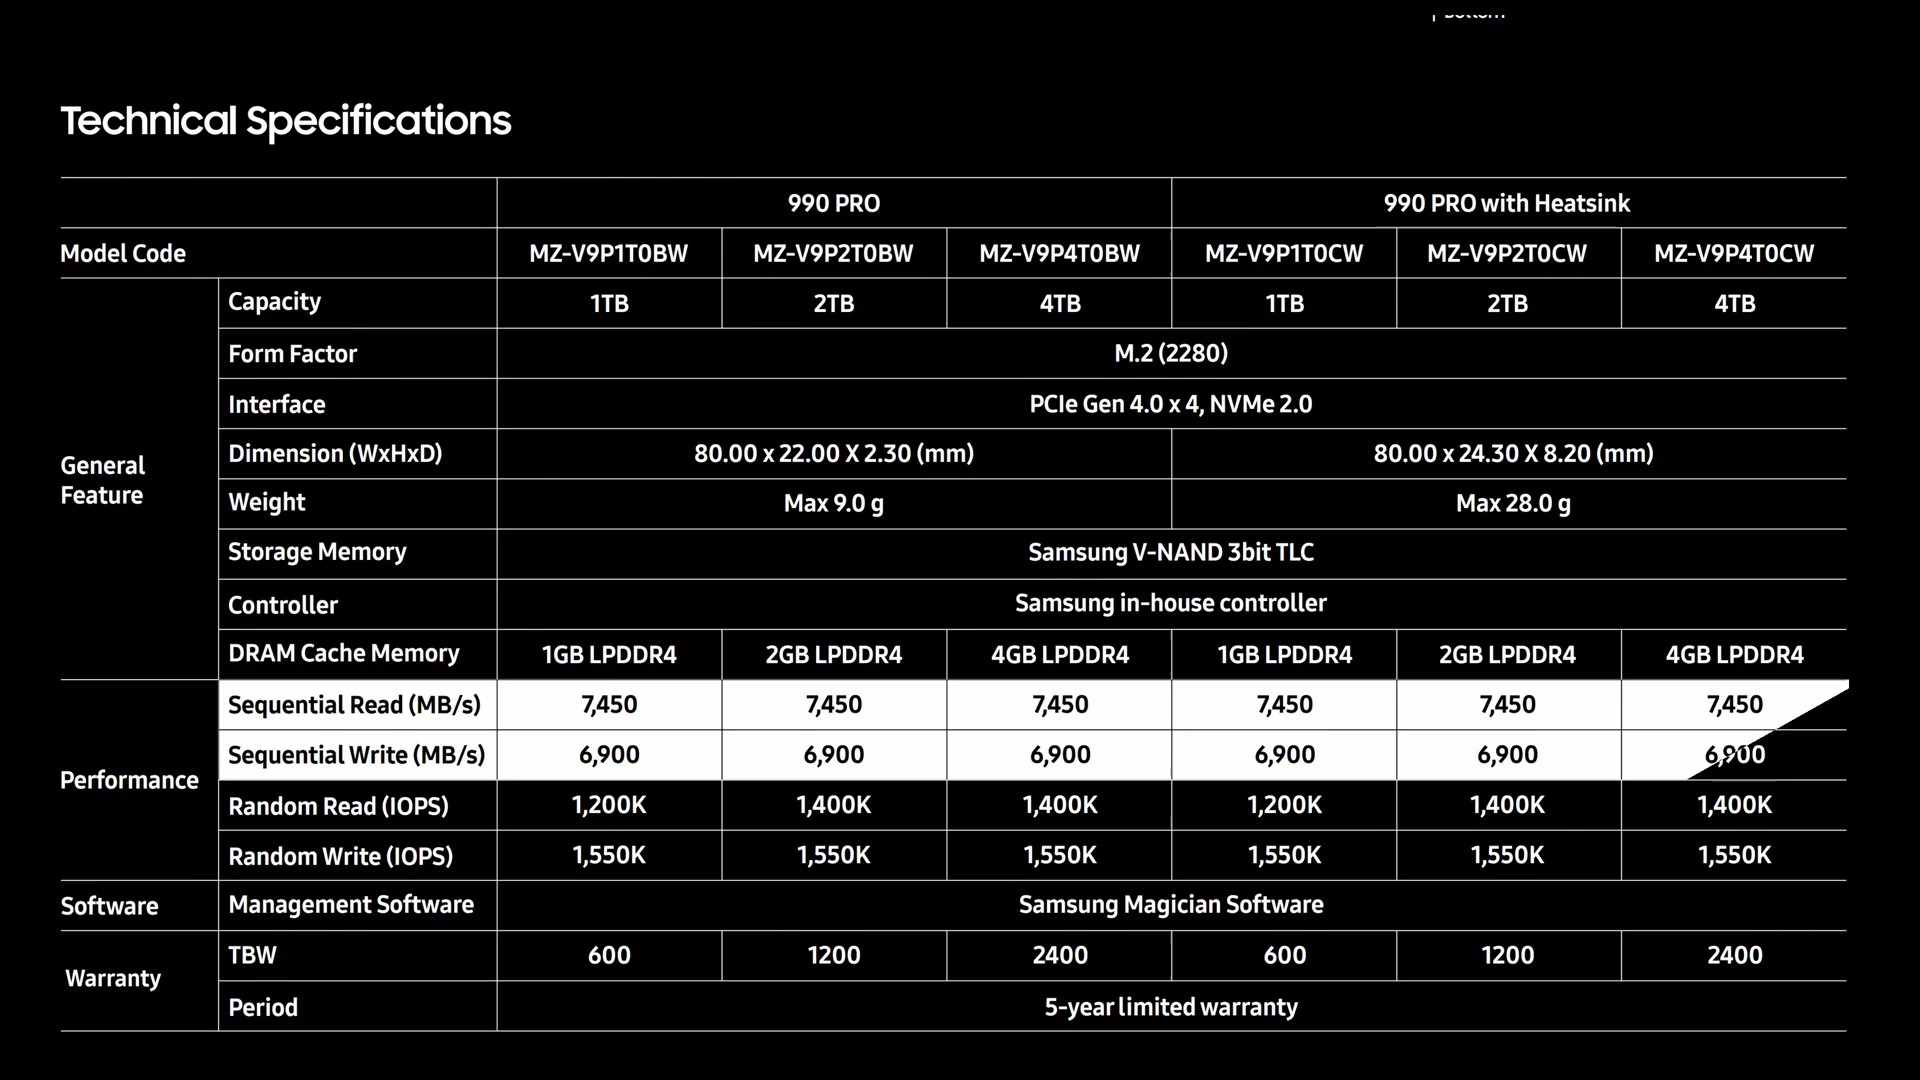 Technical Specifications
990 PRO 990 PRO with Heatsink
Model Code MZ-V9P1T0BW MZ-V9P2T0BW MZ-V9P4T0BW MZ-V9P1T0CW MZ-V9P2T0CW MZ-V9P4T0CW
Capacity 1TB 2TB 4TB 1TB 2TB 4TB
Form Factor M.2 (2280)
Interface PCIe Gen 4.0 x 4, NVMe 2.0
General
Feature
Dimension (WxHxD) 80.00 x 22.00 X 2.30 (mm) 80.00 x 24.30 X 8.20 (mm)
Weight Max 9.0 g Max 28.0 g
Storage Memory Samsung V-NAND 3bit TLC
Controller Samsung in-house controller
DRAM Cache Memory 1GB LPDDR4 2GB LPDDR4 4GB LPDDR4 1GB LPDDR4 2GB LPDDR4 4GB LPDDR4
Performance
Sequential Read (MB/s) 7,450 7,450 7,450 7,450 7,450 7,450
Sequential Write (MB/s) 6,900 6,900 6,900 6,900 6,900 6,900
Random Read (IOPS) 1,200K 1,400K 1,400K 1,200K 1,400K 1,400K
Random Write (IOPS) 1,550K 1,550K 1,550K 1,550K 1,550K 1,550K
Software Management Software Samsung Magician Software
Warranty
TBW 600 1200 2400 600 1200 2400
Period 5-year limited warranty